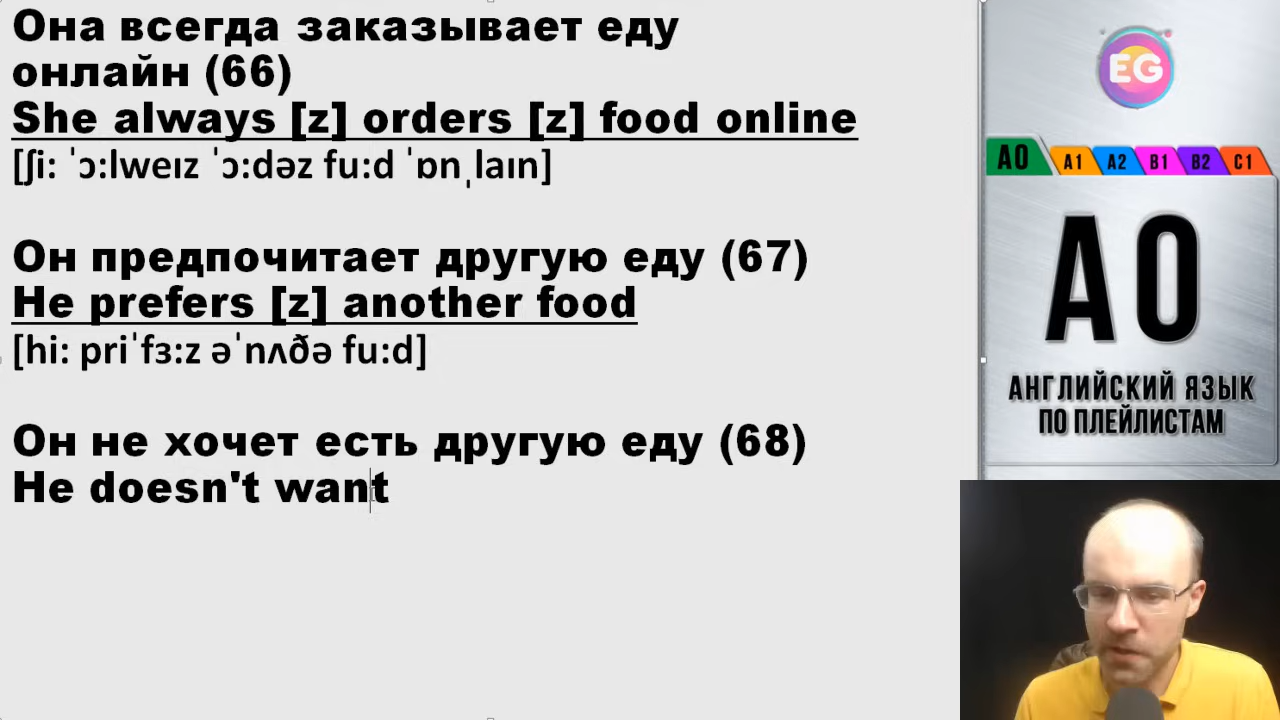 Она всегда заказывает еду
онлайн (66)
She always [z] orders [z] food online
[ʃi: ˈɔ:lweɪz ˈɔ:dəz fu:d ˈɒnˌlaɪn]
Он предпочитает другую еду (67)
He prefers [z] another food
[hi: priˈfɜ:z əˈnʌðə fu:d]
Он не хочет есть другую еду (68)
He doesn't want
EG
A0 A1 A2 B1 B2 C1
A0
АНГЛИЙСКИЙ ЯЗЫК
ПО ПЛЕЙЛИСТАМ